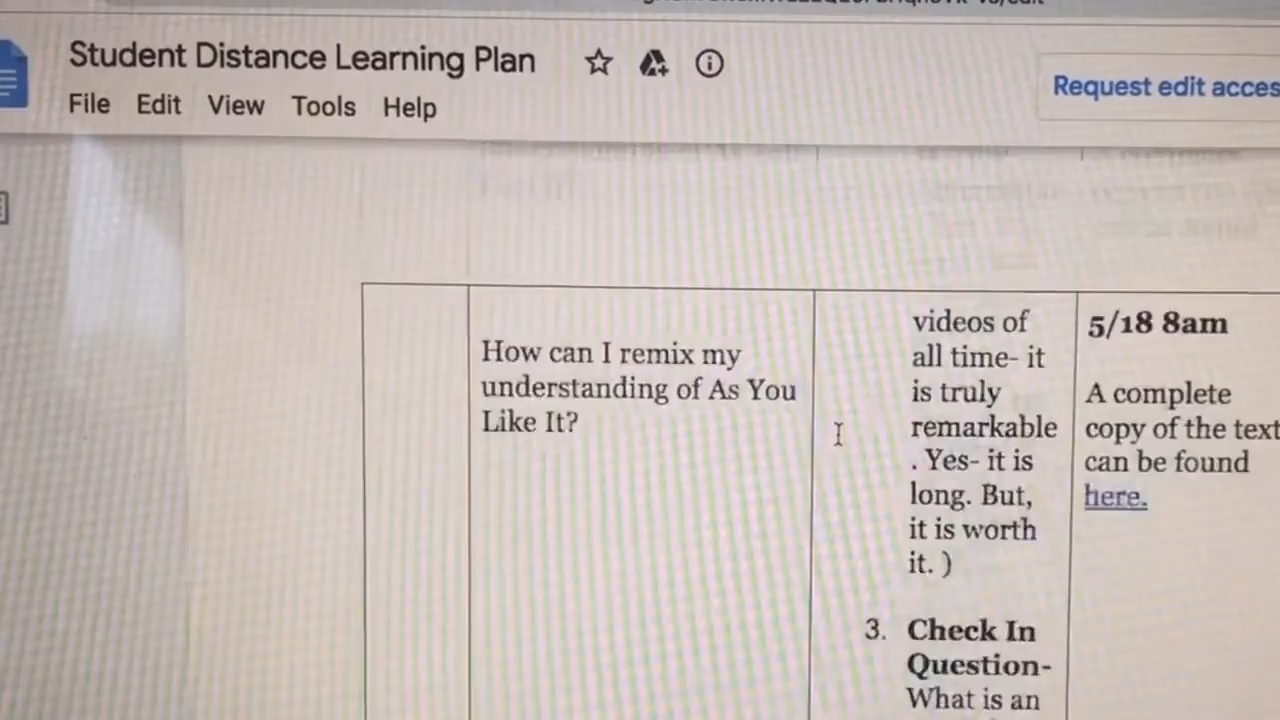 Student Distance Learning Plan
Request edit acces
File Edit View Tools Help
How can I remix my
understanding of As You
Like It?
videos of
all time- it
is truly
remarkable
. Yes- it is
long. But,
it is worth
it. )
3. Check In
Question-
What is an
5/18 8am
A complete
copy of the text
can be found
here.